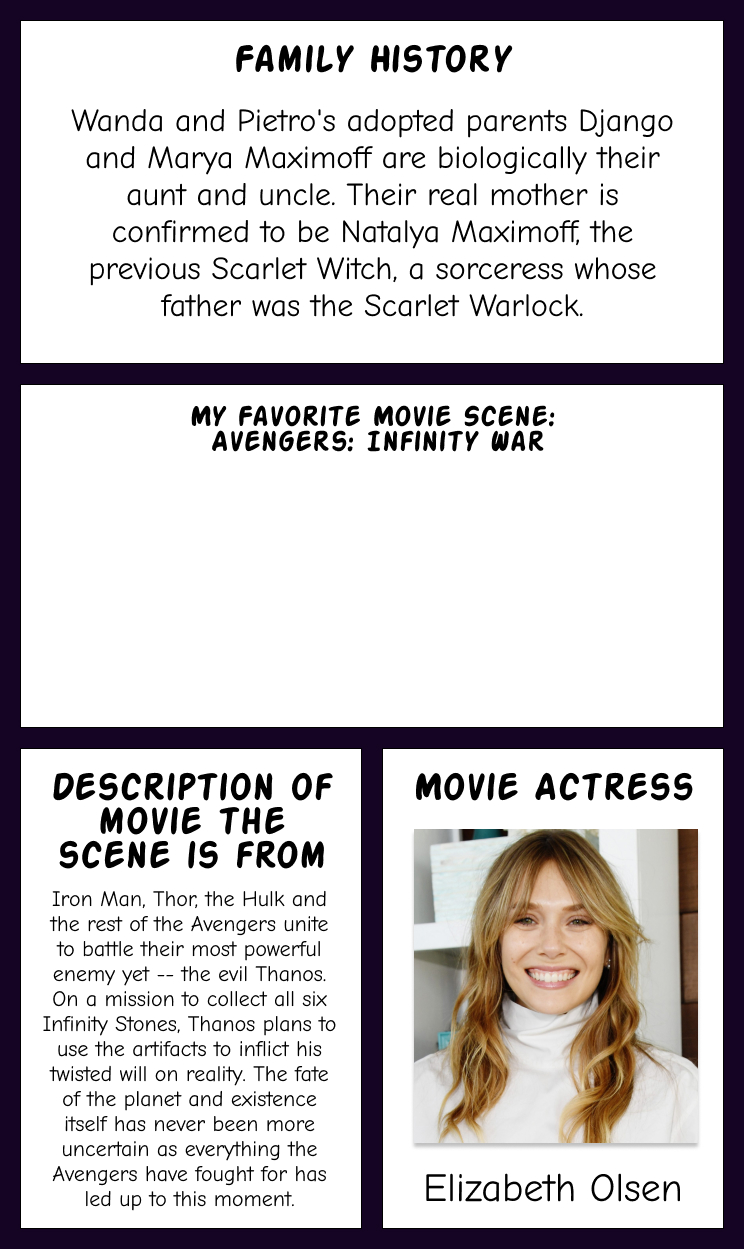 FAMILY HISTORY
Wanda and Pietro's adopted parents Django
and Marya Maximoff are biologically their
aunt and uncle. Their real mother is
confirmed to be Natalya Maximoff, the
previous Scarlet Witch, a sorceress whose
father was the Scarlet Warlock.
MY FAVORITE MOVIE SCENE:
AVENGERS: INFINITY WAR
DESCRIPTION OF
MOVIE THE
SCENE IS FROM
Iron Man, Thor, the Hulk and
the rest of the Avengers unite
to battle their most powerful
enemy yet -- the evil Thanos.
On a mission to collect all six
Infinity Stones, Thanos plans to
use the artifacts to inflict his
twisted will on reality. The fate
of the planet and existence
itself has never been more
uncertain as everything the
Avengers have fought for has
led up to this moment.
MOVIE ACTRESS
Elizabeth Olsen